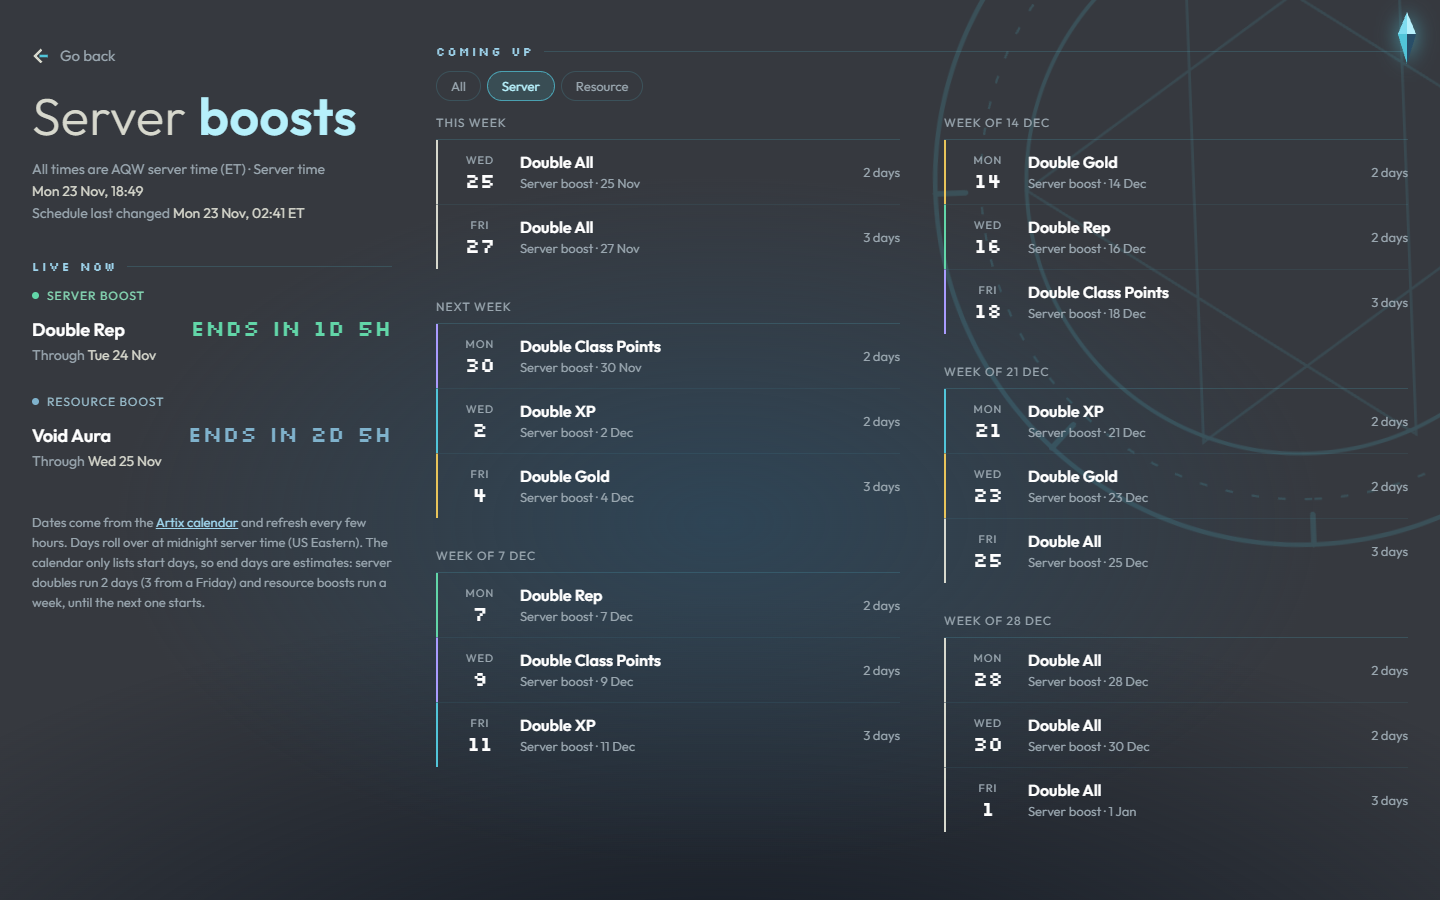 Go back
Server boosts
All times are AQW server time (ET) · Server time
Mon 23 Nov, 18:49
Schedule last changed Mon 23 Nov, 02:41 ET
LIVE NOW
SERVER BOOST
Double Rep ENDS IN 1D 5H
Through Tue 24 Nov
RESOURCE BOOST
Void Aura ENDS IN 2D 5H
Through Wed 25 Nov
Dates come from the Artix calendar and refresh every few
hours. Days roll over at midnight server time (US Eastern). The
calendar only lists start days, so end days are estimates: server
doubles run 2 days (3 from a Friday) and resource boosts run a
week, until the next one starts.
COMING UP
All Server Resource
THIS WEEK
WED 25 Double All 2 days
Server boost · 25 Nov
FRI 27 Double All 3 days
Server boost · 27 Nov
NEXT WEEK
MON 30 Double Class Points 2 days
Server boost · 30 Nov
WED 2 Double XP 2 days
Server boost · 2 Dec
FRI 4 Double Gold 3 days
Server boost · 4 Dec
WEEK OF 7 DEC
MON 7 Double Rep 2 days
Server boost · 7 Dec
WED 9 Double Class Points 2 days
Server boost · 9 Dec
FRI 11 Double XP 3 days
Server boost · 11 Dec
WEEK OF 14 DEC
MON 14 Double Gold 2 days
Server boost · 14 Dec
WED 16 Double Rep 2 days
Server boost · 16 Dec
FRI 18 Double Class Points 3 days
Server boost · 18 Dec
WEEK OF 21 DEC
MON 21 Double XP 2 days
Server boost · 21 Dec
WED 23 Double Gold 2 days
Server boost · 23 Dec
FRI 25 Double All 3 days
Server boost · 25 Dec
WEEK OF 28 DEC
MON 28 Double All 2 days
Server boost · 28 Dec
WED 30 Double All 2 days
Server boost · 30 Dec
FRI 1 Double All 3 days
Server boost · 1 Jan